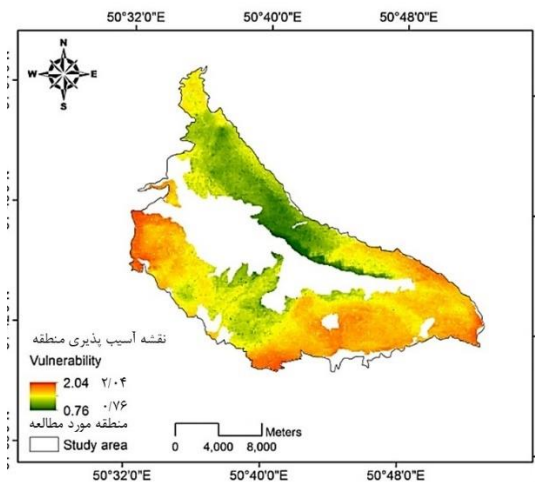 50°32'0"E 50°40'0"E 50°48'0"E
N
W E
S
نقشه آسیب پذیری منطقه
Vulnerability
2.04 ۲/۰۴
0.76 ۰/۷۶
منطقه مورد مطالعه
Study area
Meters
0 4,000 8,000
50°32'0"E 50°40'0"E 50°48'0"E